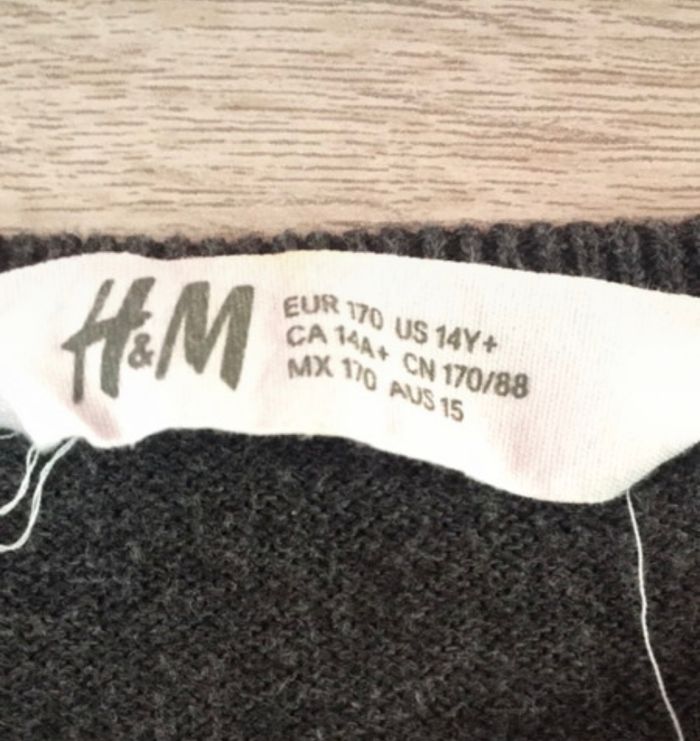 H&M
EUR 170 US 14Y+
CA 14A+ CN 170/88
MX 170 AUS 15